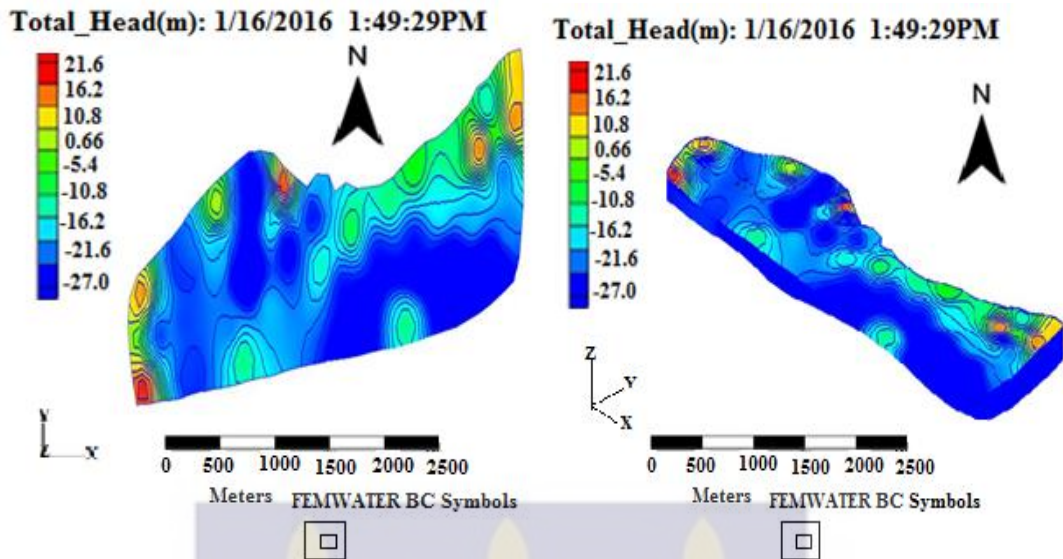 Total_Head(m): 1/16/2016 1:49:29PM
21.6
16.2
10.8
0.66
-5.4
-10.8
-16.2
-21.6
-27.0
N
Y
Z X
0 500 1000 1500 2000 2500
Meters FEMWATER BC Symbols
Total_Head(m): 1/16/2016 1:49:29PM
21.6
16.2
10.8
0.66
-5.4
-10.8
-16.2
-21.6
-27.0
N
Z
Y
X
0 500 1000 1500 2000 2500
Meters FEMWATER BC Symbols